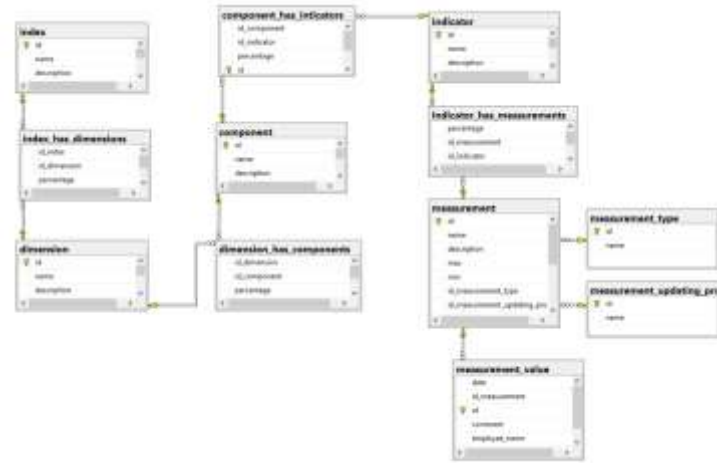 index
id
name
description
index_has_dimensions
id_index
id_dimension
percentage
dimension
id
name
description
component_has_inticators
id_component
id_indicator
percentage
id
component
id
name
description
dimension_has_components
id_dimension
id_component
percentage
indicator
id
name
description
indicator_has_measurements
percentage
id_measurement
id_indicator
measurement
id
name
description
max
min
id_measurement_type
id_measurement_updating_pro
measurement_type
id
name
measurement_updating_pro
id
name
measurement_value
date
id_measurement
id
comment
employee_name